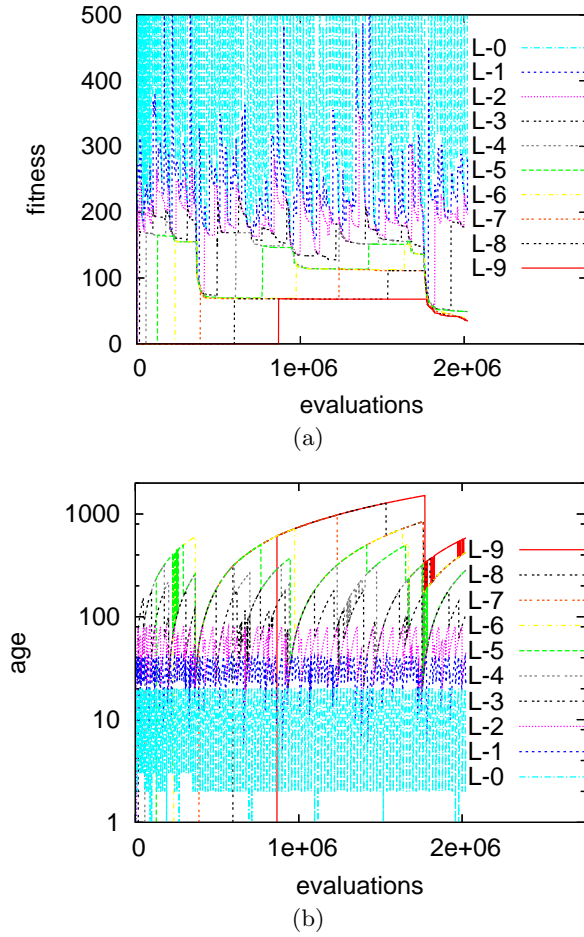 500
400
300
200
100
0
fitness
0
1e+06
2e+06
evaluations
L-0
L-1
L-2
L-3
L-4
L-5
L-6
L-7
L-8
L-9
(a)
1000
100
10
1
age
0
1e+06
2e+06
evaluations
L-9
L-8
L-7
L-6
L-5
L-4
L-3
L-2
L-1
L-0
(b)